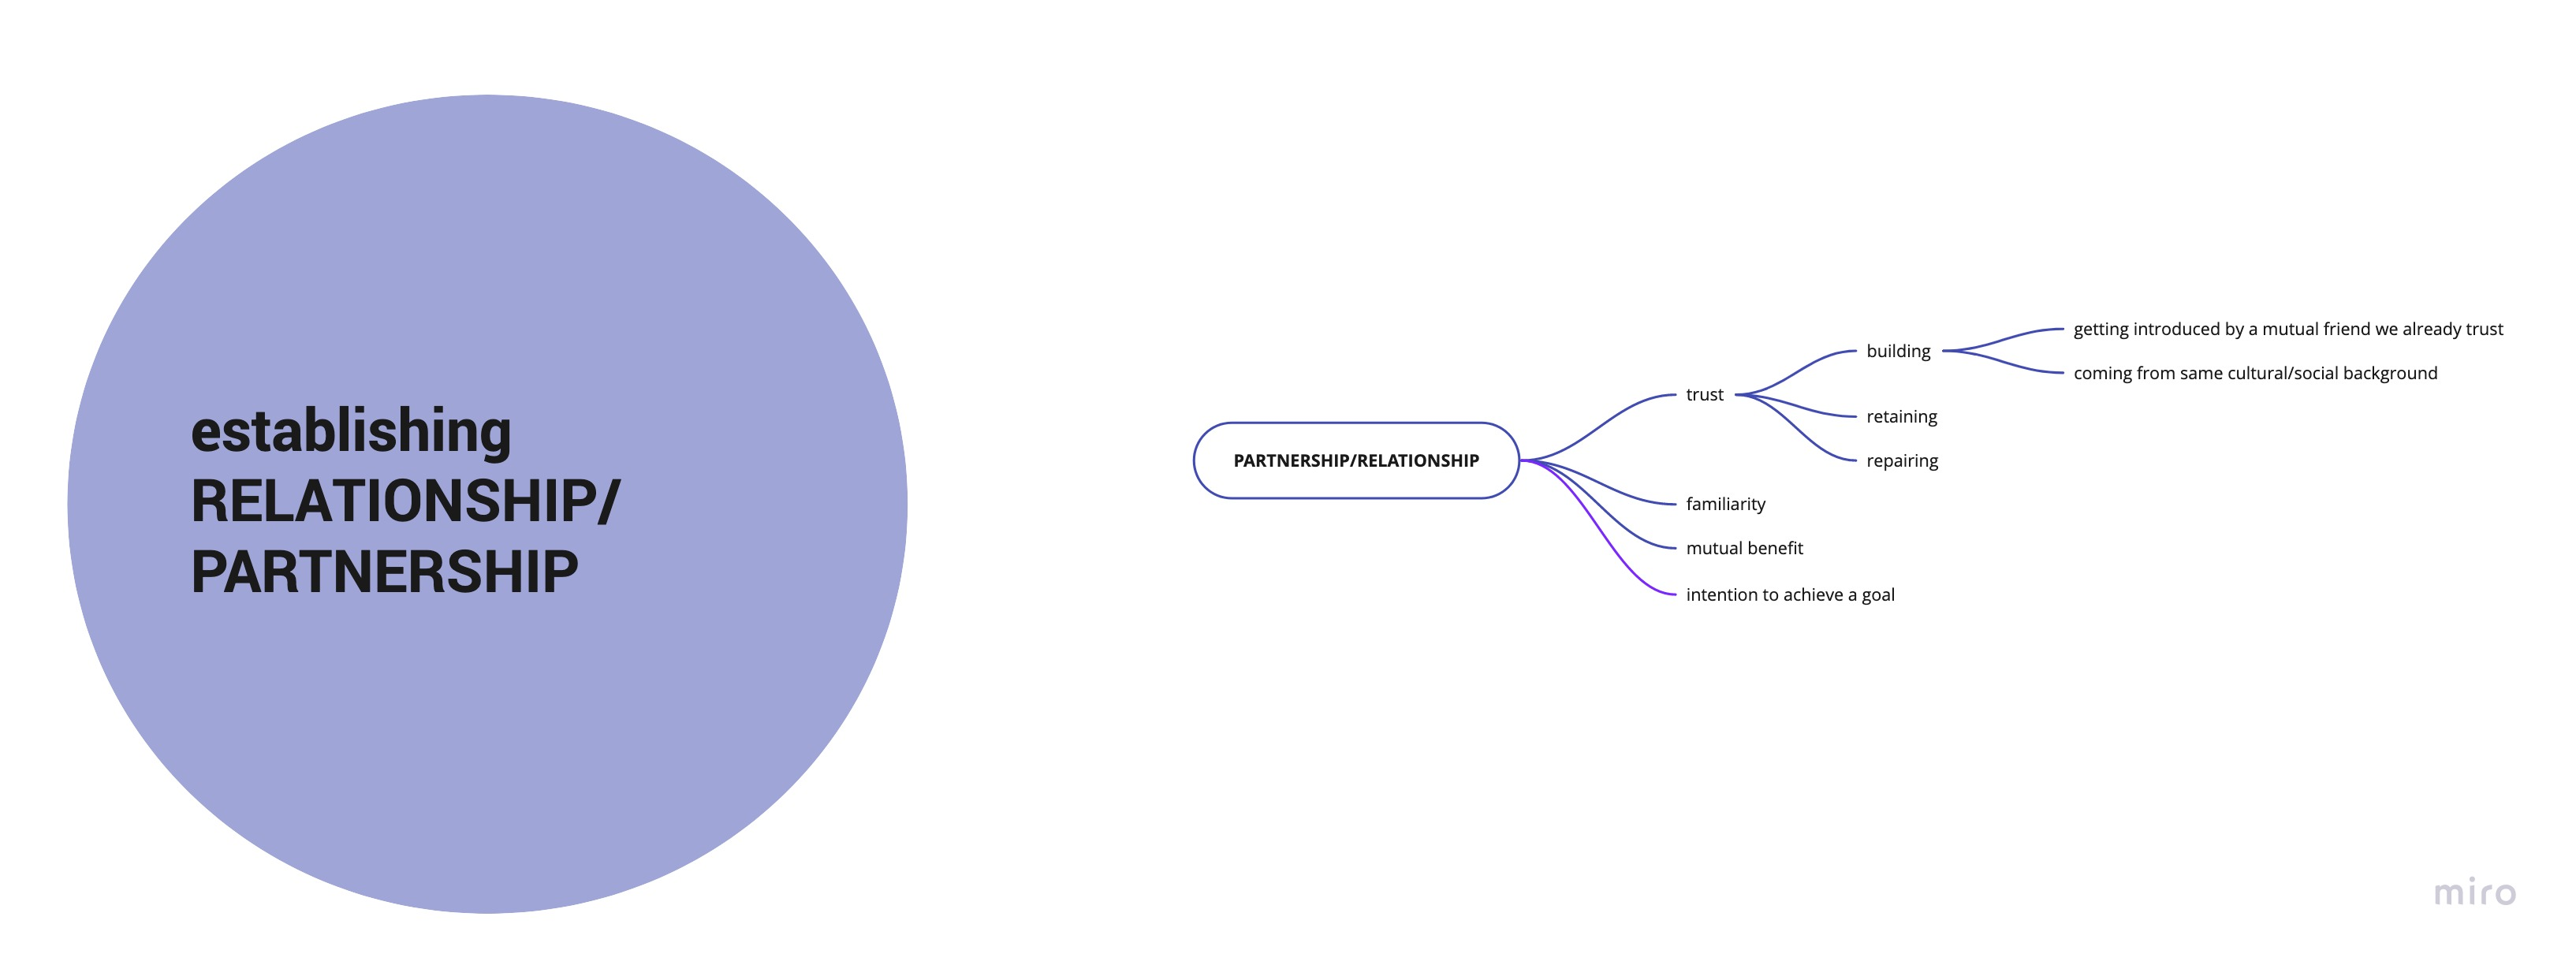 establishing
RELATIONSHIP/
PARTNERSHIP
PARTNERSHIP/RELATIONSHIP
trust
building
getting introduced by a mutual friend we already trust
coming from same cultural/social background
retaining
repairing
familiarity
mutual benefit
intention to achieve a goal
miro